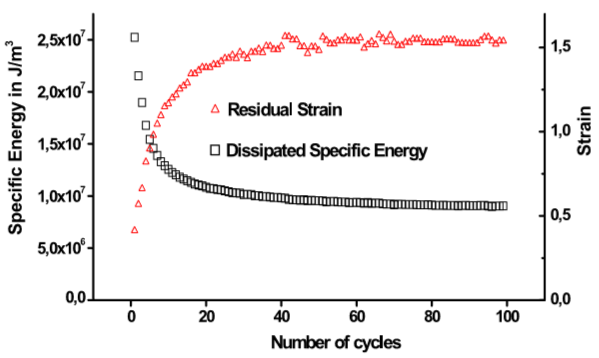 Specific Energy in J/m³
2,5x10⁷
2,0x10⁷
1,5x10⁷
1,0x10⁷
5,0x10⁶
0,0
Residual Strain
Dissipated Specific Energy
1,5
1,0
0,5
0,0
Strain
0
20
40
60
80
100
Number of cycles